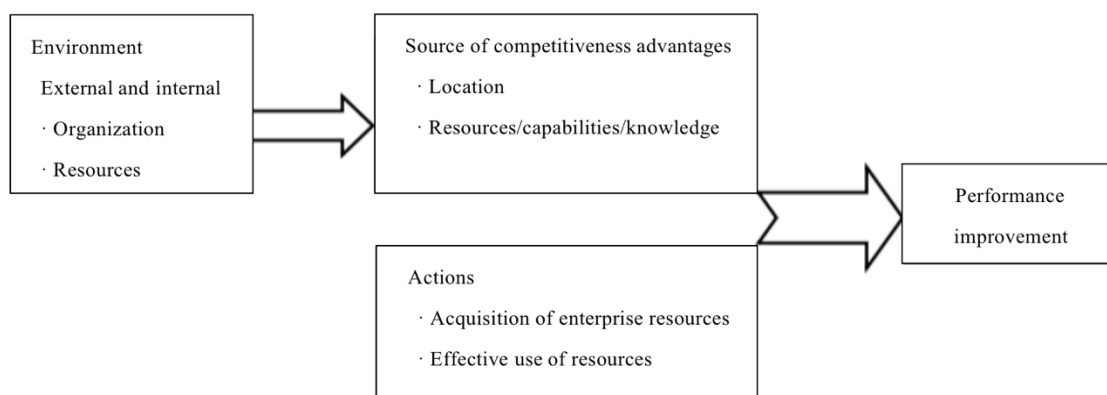 Environment
External and internal
· Organization
· Resources
Source of competitiveness advantages
· Location
· Resources/capabilities/knowledge
Actions
· Acquisition of enterprise resources
· Effective use of resources
Performance
improvement